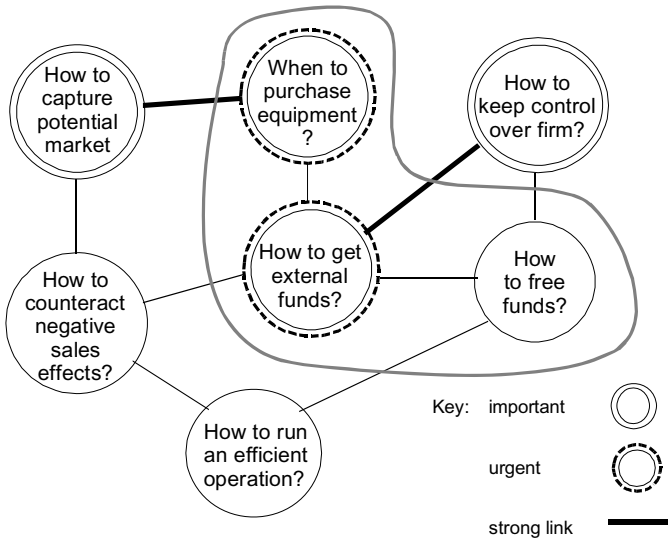 How to
capture
potential
market
When to
purchase
equipment
?
How to
keep control
over firm?
How to get
external
funds?
How
to free
funds?
How to
counteract
negative
sales
effects?
How to run
an efficient
operation?
Key: important
urgent
strong link